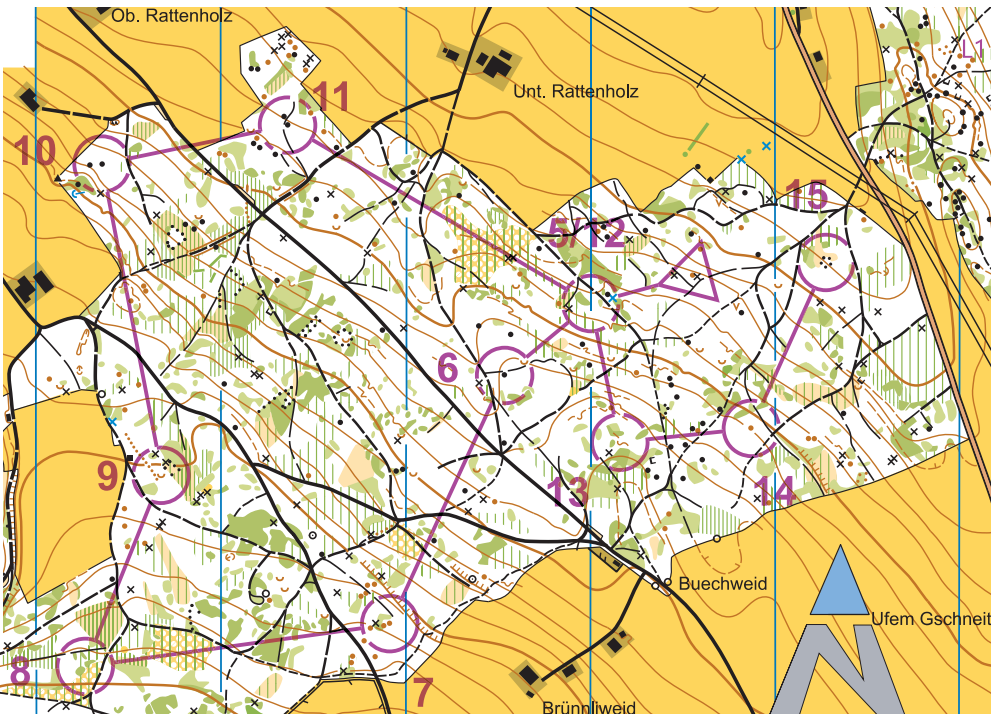 Ob. Rattenholz
11
L1
Unt. Rattenholz
10
15
5/12
6
9
13
14
Buechweid
Ufem Gschneit
8
7
Brünnliweid